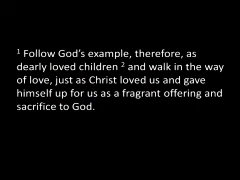 ¹ Follow God's example, therefore, as
dearly loved children ² and walk in the way
of love, just as Christ loved us and gave
himself up for us as a fragrant offering and
sacrifice to God.